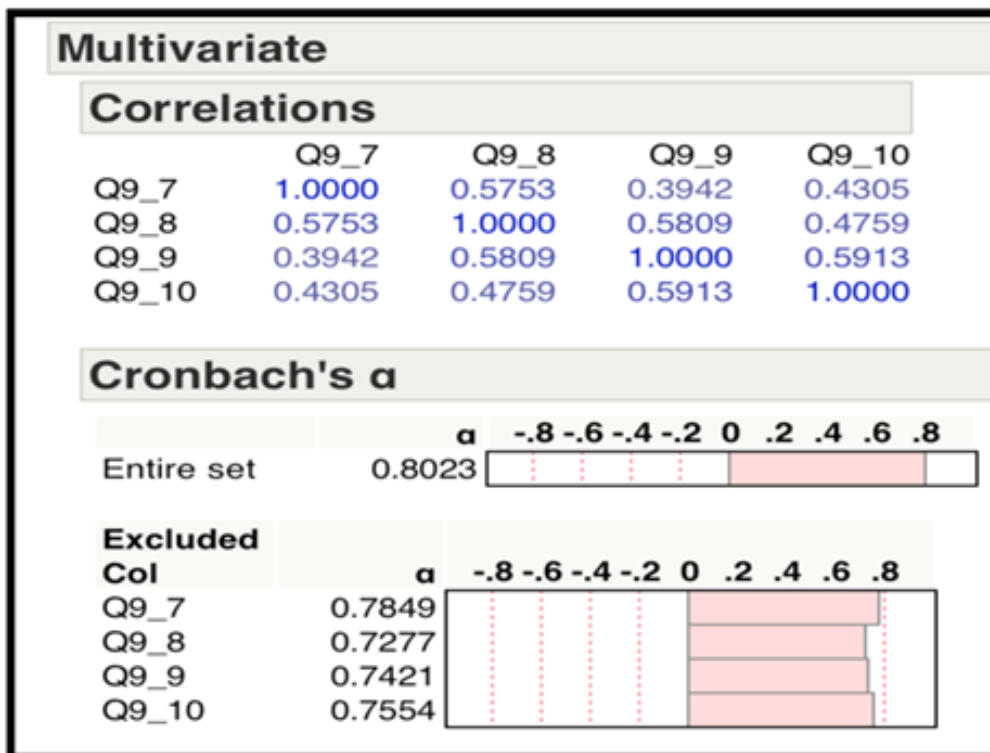 Multivariate
Correlations
Q9_7 Q9_8 Q9_9 Q9_10
Q9_7 1.0000 0.5753 0.3942 0.4305
Q9_8 0.5753 1.0000 0.5809 0.4759
Q9_9 0.3942 0.5809 1.0000 0.5913
Q9_10 0.4305 0.4759 0.5913 1.0000
Cronbach's α
α -.8 -.6 -.4 -.2 0 .2 .4 .6 .8
Entire set 0.8023
Excluded
Col α -.8 -.6 -.4 -.2 0 .2 .4 .6 .8
Q9_7 0.7849
Q9_8 0.7277
Q9_9 0.7421
Q9_10 0.7554